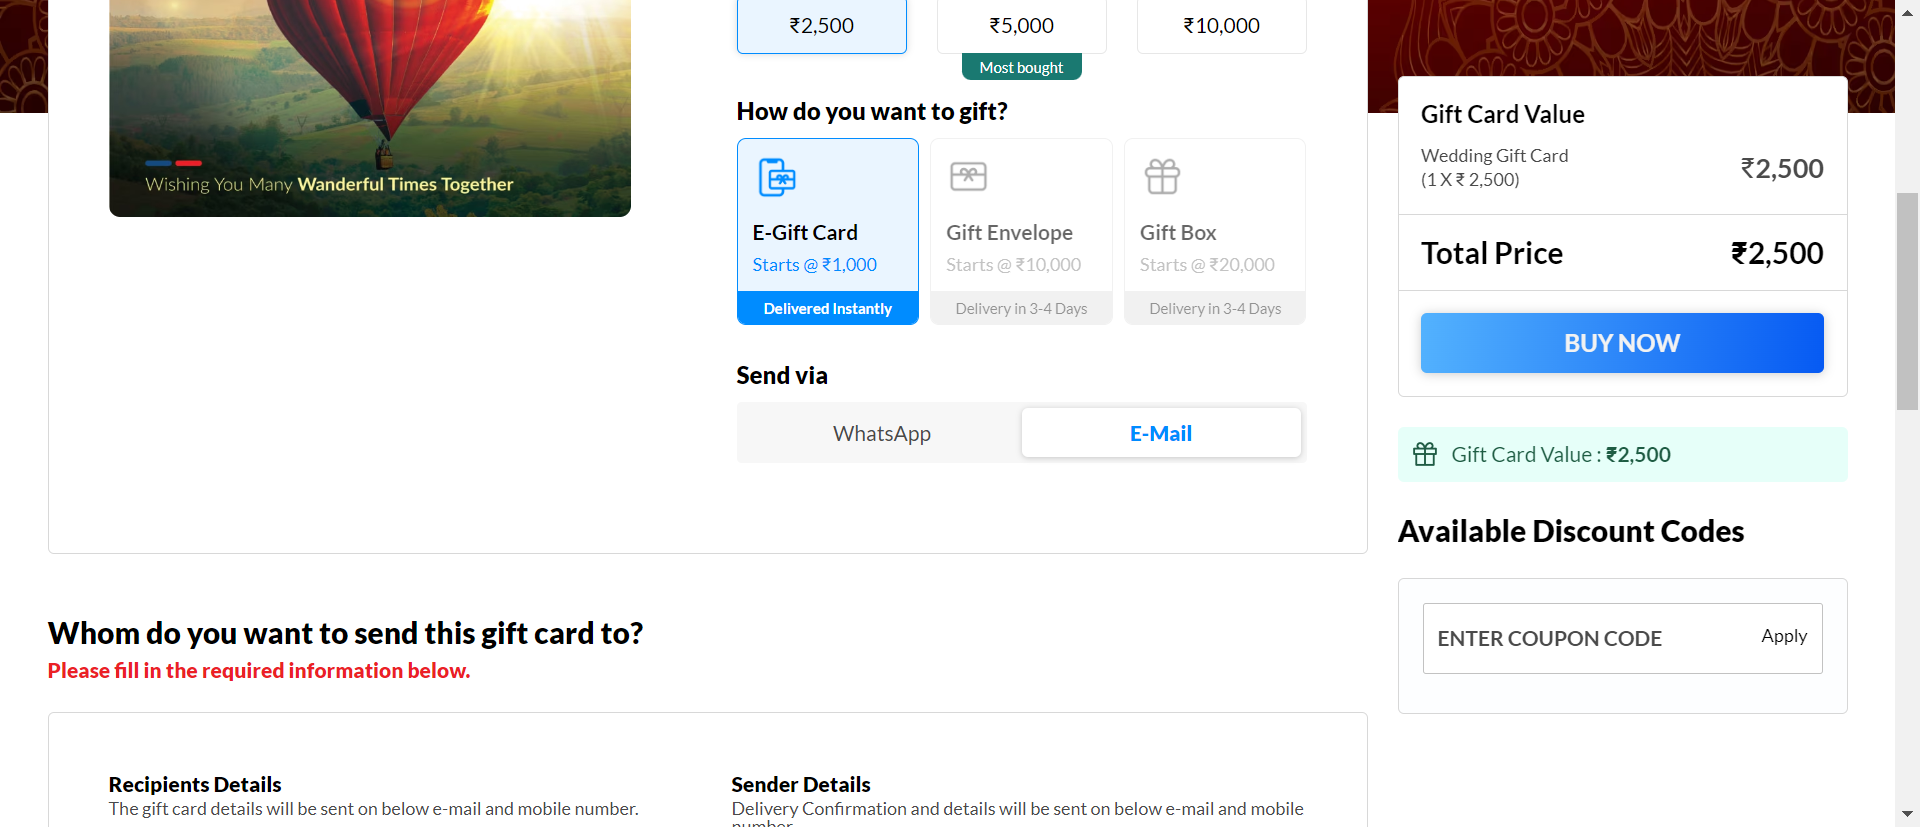 Wishing You Many Wanderful Times Together
₹2,500
₹5,000
₹10,000
Most bought
How do you want to gift?
E-Gift Card
Starts @ ₹1,000
Delivered Instantly
Gift Envelope
Starts @ ₹10,000
Delivery in 3-4 Days
Gift Box
Starts @ ₹20,000
Delivery in 3-4 Days
Send via
WhatsApp
E-Mail
Gift Card Value
Wedding Gift Card
(1 X ₹ 2,500)
₹2,500
Total Price
₹2,500
BUY NOW
Gift Card Value : ₹2,500
Available Discount Codes
ENTER COUPON CODE
Apply
Whom do you want to send this gift card to?
Please fill in the required information below.
Recipients Details
The gift card details will be sent on below e-mail and mobile number.
Sender Details
Delivery Confirmation and details will be sent on below e-mail and mobile
number.